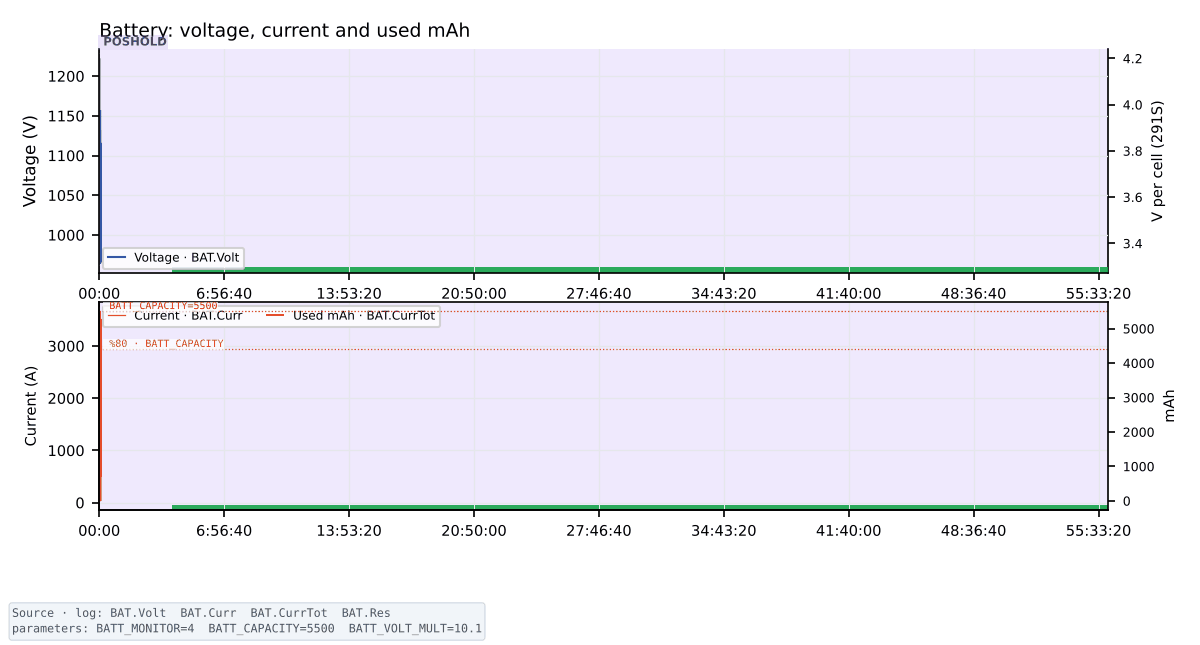 Battery: voltage, current and used mAh
POSHOLD
Voltage (V)
1200
1150
1100
1050
1000
4.2
4.0
3.8
3.6
3.4
V per cell (291S)
Voltage · BAT.Volt
00:00 6:56:40 13:53:20 20:50:00 27:46:40 34:43:20 41:40:00 48:36:40 55:33:20
BATT_CAPACITY=5500
Current · BAT.Curr Used mAh · BAT.CurrTot
%80 · BATT_CAPACITY
Current (A)
3000
2000
1000
0
5000
4000
3000
2000
1000
0
mAh
00:00 6:56:40 13:53:20 20:50:00 27:46:40 34:43:20 41:40:00 48:36:40 55:33:20
Source · log: BAT.Volt BAT.Curr BAT.CurrTot BAT.Res
parameters: BATT_MONITOR=4 BATT_CAPACITY=5500 BATT_VOLT_MULT=10.1